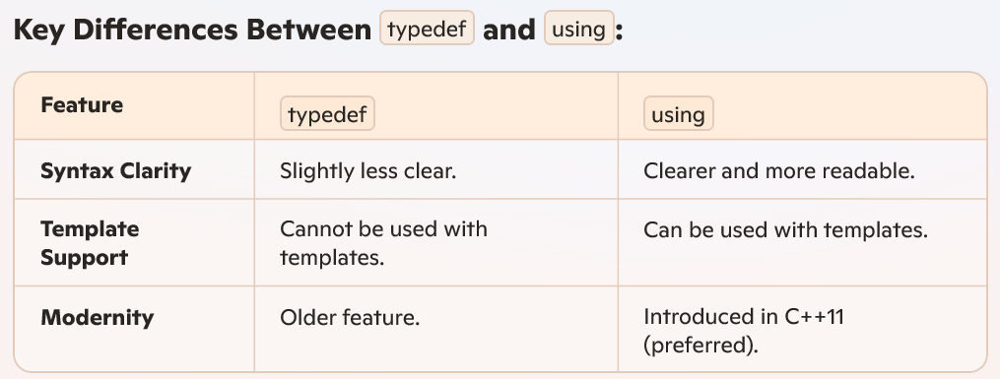 Key Differences Between typedef and using:
Feature typedef using
Syntax Clarity Slightly less clear. Clearer and more readable.
Template Support Cannot be used with templates. Can be used with templates.
Modernity Older feature. Introduced in C++11 (preferred).